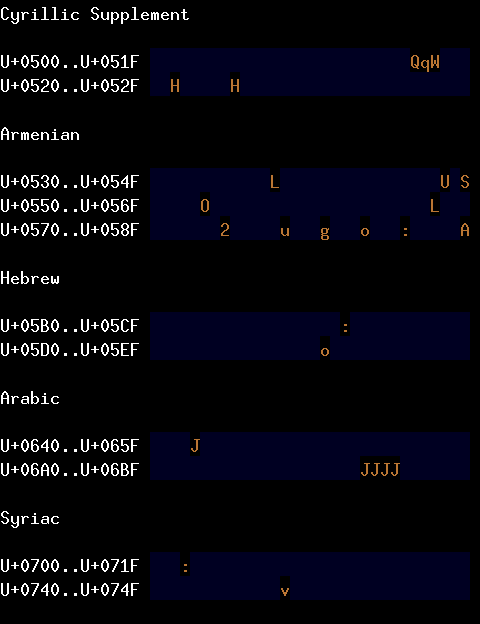 Cyrillic Supplement
U+0500..U+051F QqW
U+0520..U+052F H H
Armenian
U+0530..U+054F L U S
U+0550..U+056F O L
U+0570..U+058F 2 u g o : A
Hebrew
U+05B0..U+05CF :
U+05D0..U+05EF o
Arabic
U+0640..U+065F J
U+06A0..U+06BF JJJJ
Syriac
U+0700..U+071F :
U+0740..U+074F v